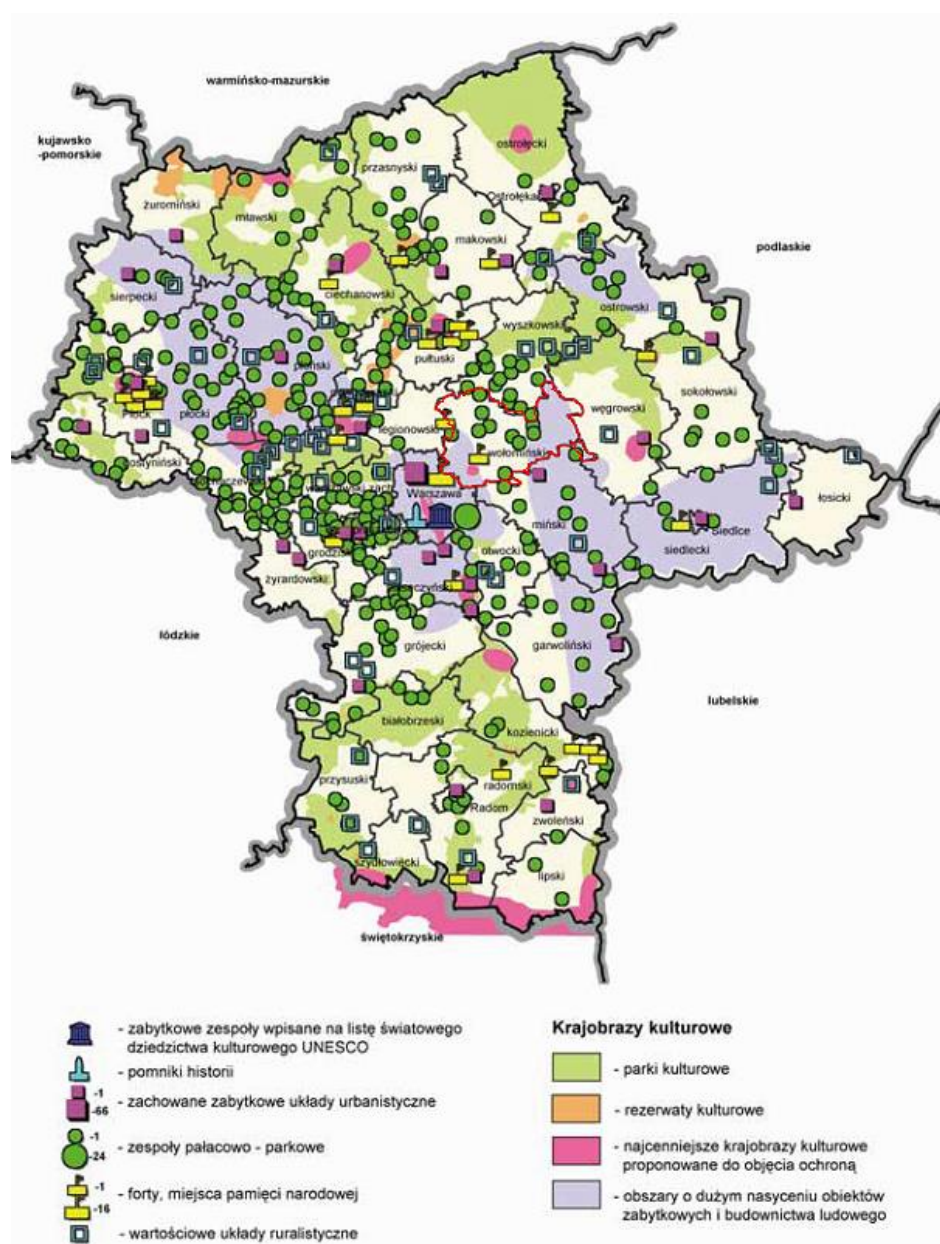 warmińsko-mazurskie
kujawsko
-pomorskie
ostrołęcki
przasnyski
Ostrołęka
żuromiński
mławski
makowski
podlaskie
sierpecki
ciechanowski
ostrowski
wyszkowski
pułtuski
płoński
sokołowski
węgrowski
Płock
płocki
legionowski
wołomiński
Warszawa
łosicki
miński
Siedlce
siedlecki
otwocki
żyrardowski
łódzkie
grójecki
garwoliński
lubelskie
białobrzeski
kozienicki
przysuski
radomski
Radom
zwoleński
szydłowiecki
lipski
świętokrzyskie
- zabytkowe zespoły wpisane na listę światowego
dziedzictwa kulturowego UNESCO
- pomniki historii
-1
-66
- zachowane zabytkowe układy urbanistyczne
-1
-24
- zespoły pałacowo - parkowe
-1
-16
- forty, miejsca pamięci narodowej
- wartościowe układy ruralistyczne
Krajobrazy kulturowe
- parki kulturowe
- rezerwaty kulturowe
- najcenniejsze krajobrazy kulturowe
proponowane do objęcia ochroną
- obszary o dużym nasyceniu obiektów
zabytkowych i budownictwa ludowego